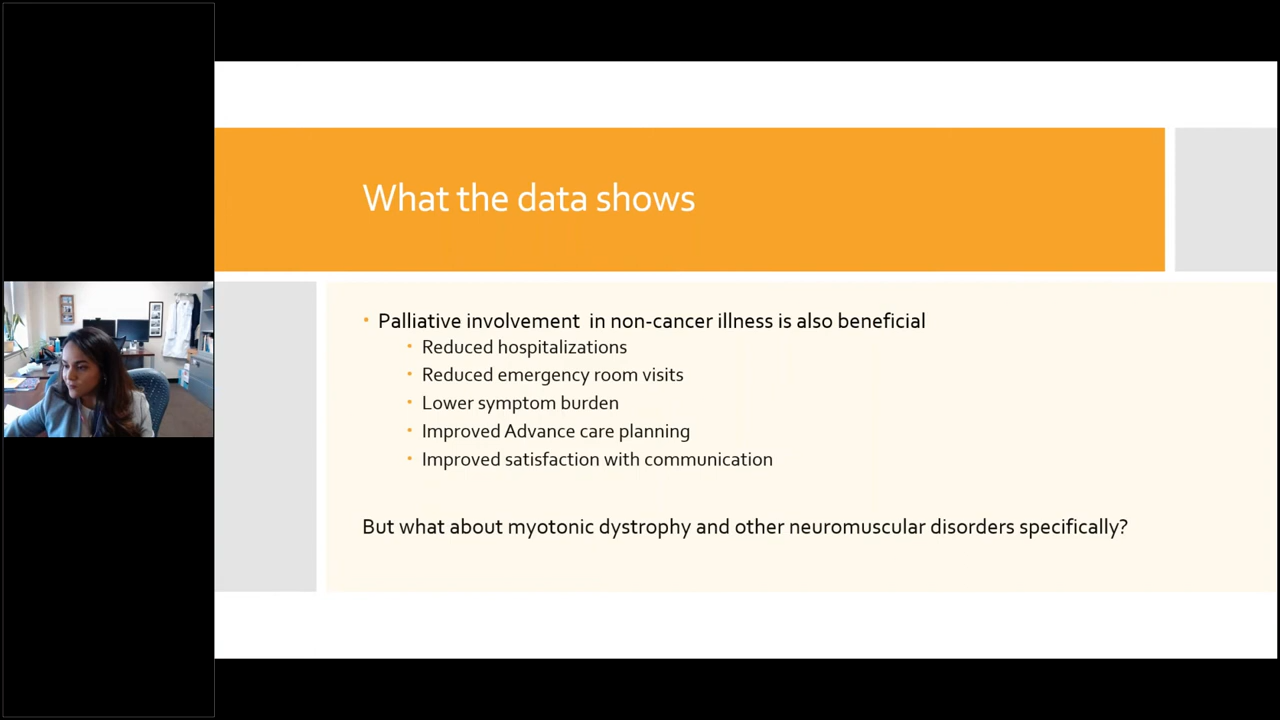 What the data shows
• Palliative involvement in non-cancer illness is also beneficial
• Reduced hospitalizations
• Reduced emergency room visits
• Lower symptom burden
• Improved Advance care planning
• Improved satisfaction with communication
But what about myotonic dystrophy and other neuromuscular disorders specifically?